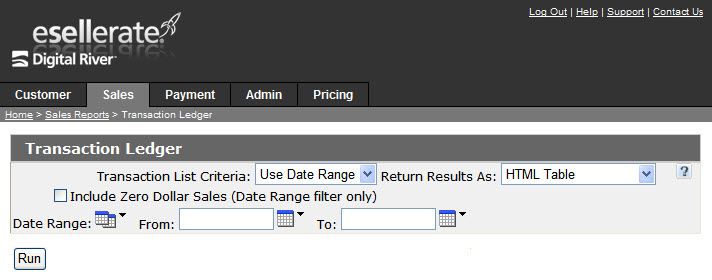 Log Out | Help | Support | Contact Us
esellerate.
Digital River
Customer Sales Payment Admin Pricing
Home > Sales Reports > Transaction Ledger
Transaction Ledger
Transaction List Criteria: Use Date Range Return Results As: HTML Table ?
Include Zero Dollar Sales (Date Range filter only)
Date Range: From: To:
Run